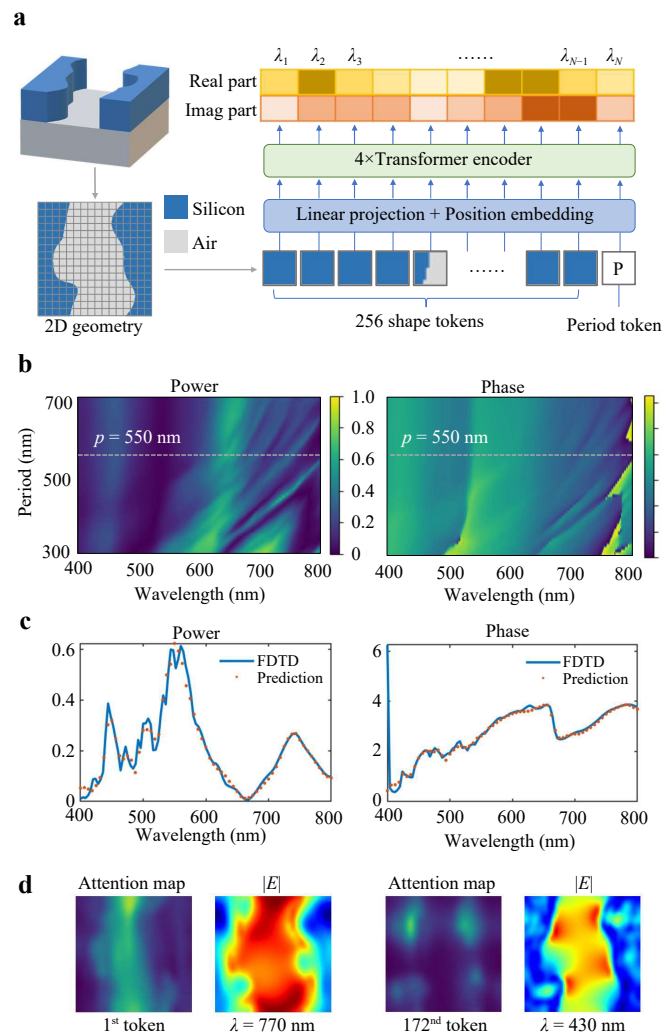 a
λ1 λ2 λ3 ...... λN−1 λN
Real part
Imag part
4×Transformer encoder
Silicon
Linear projection + Position embedding
Air
...... P
256 shape tokens
2D geometry
Period token
b
Power
Phase
700
500
300
Period (nm)
p = 550 nm
p = 550 nm
1.0
0.8
0.6
0.4
0.2
0
400 500 600 700 800
400 500 600 700 800
Wavelength (nm)
Wavelength (nm)
c
Power
Phase
0.6
0.4
0.2
0
FDTD
Prediction
400 500 600 700 800
Wavelength (nm)
6
4
2
0
FDTD
Prediction
400 500 600 700 800
Wavelength (nm)
d
Attention map
|E|
Attention map
|E|
1st token
λ = 770 nm
172nd token
λ = 430 nm